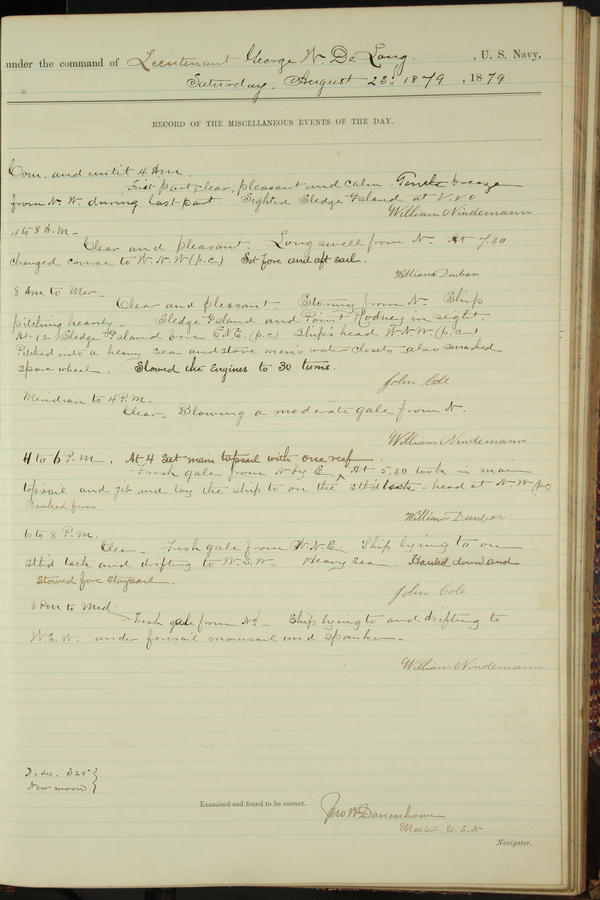 under the command of Lieutenant George W De Long. , U. S. Navy,
Saturday, August 23d 1879 , 1879
RECORD OF THE MISCELLANEOUS EVENTS OF THE DAY.
Com. and until 4 A.M.
First part clear, pleasant and calm. Gentle breeze
from N. W. during last part. Sighted Sledge Island at
William Nindemann
4 to 8 A.M.
Clear and pleasant. Long swell from N. At 7.30
changed course to W.N.W (p.c.) Set fore and aft sail.
William Dunbar
8 Am to Mer.
Clear and pleasant. Storming from N. Ship
pitching heavily. Sledge Island and Point Rodney in sight.
At 12 Sledge Island bore E.N.E. (p.c) Ship's head W.N.W. (p.c.)
Pitched into a heavy sea and stove men's water closets also smashed
spare wheel. Slowed the Engines to 30 turns.
John Cole
Meridian to 4 P.M.
Clear. Blowing a moderate gale from N.
William Nindemann
4 to 6 P.M. At 4 set main topsail with one reef
Fresh gale from N by E. At 5.30 took in main
topsail and jib and lay the ship to on the stb'd tack - head at N.W. (p.c)
Banked fires.
William Dunbar
6 to 8 P.M.
Clear. Fresh gale from N.N.E. Ship lying to on
stb'd tack and drifting to W.S.W. Heavy sea. Hauled down and
stowed fore staysail.
John Cole
8 Pm to Mid.
Fresh gale from Nd. Ship lying to and drifting to
under foresail mainsail and spanker.
William Nindemann
dec. 324°
New moon
Examined and found to be correct. Jno W Danenhower
Master U.S.N.
Navigator.